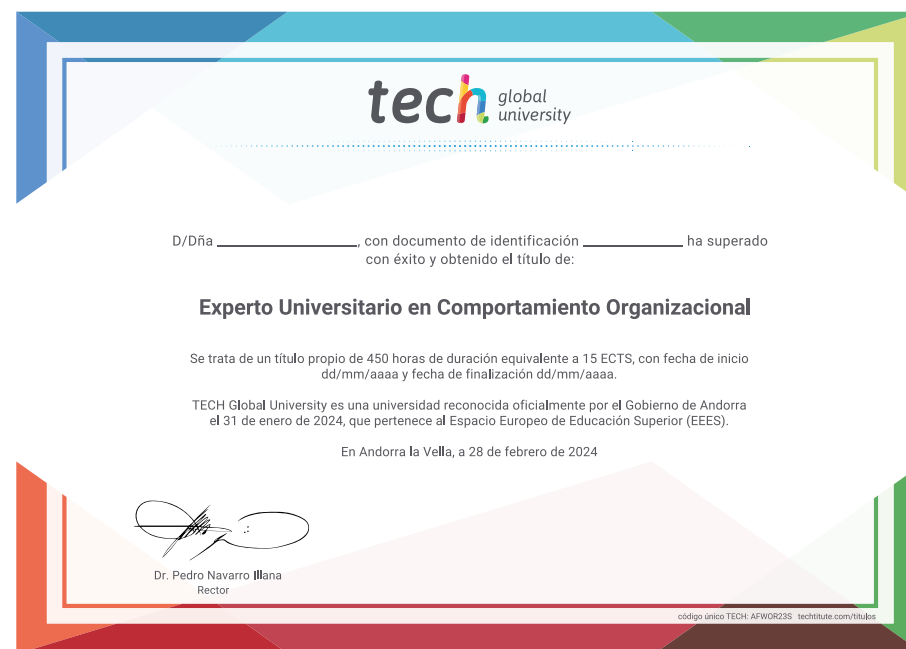 tech global university
D/Dña ____________, con documento de identificación ____________ ha superado
con éxito y obtenido el título de:
Experto Universitario en Comportamiento Organizacional
Se trata de un título propio de 450 horas de duración equivalente a 15 ECTS, con fecha de inicio
dd/mm/aaaa y fecha de finalización dd/mm/aaaa.
TECH Global University es una universidad reconocida oficialmente por el Gobierno de Andorra
el 31 de enero de 2024, que pertenece al Espacio Europeo de Educación Superior (EEES).
En Andorra la Vella, a 28 de febrero de 2024
Dr. Pedro Navarro Illana
Rector
código único TECH: AFWOR23S techtitute.com/titulos